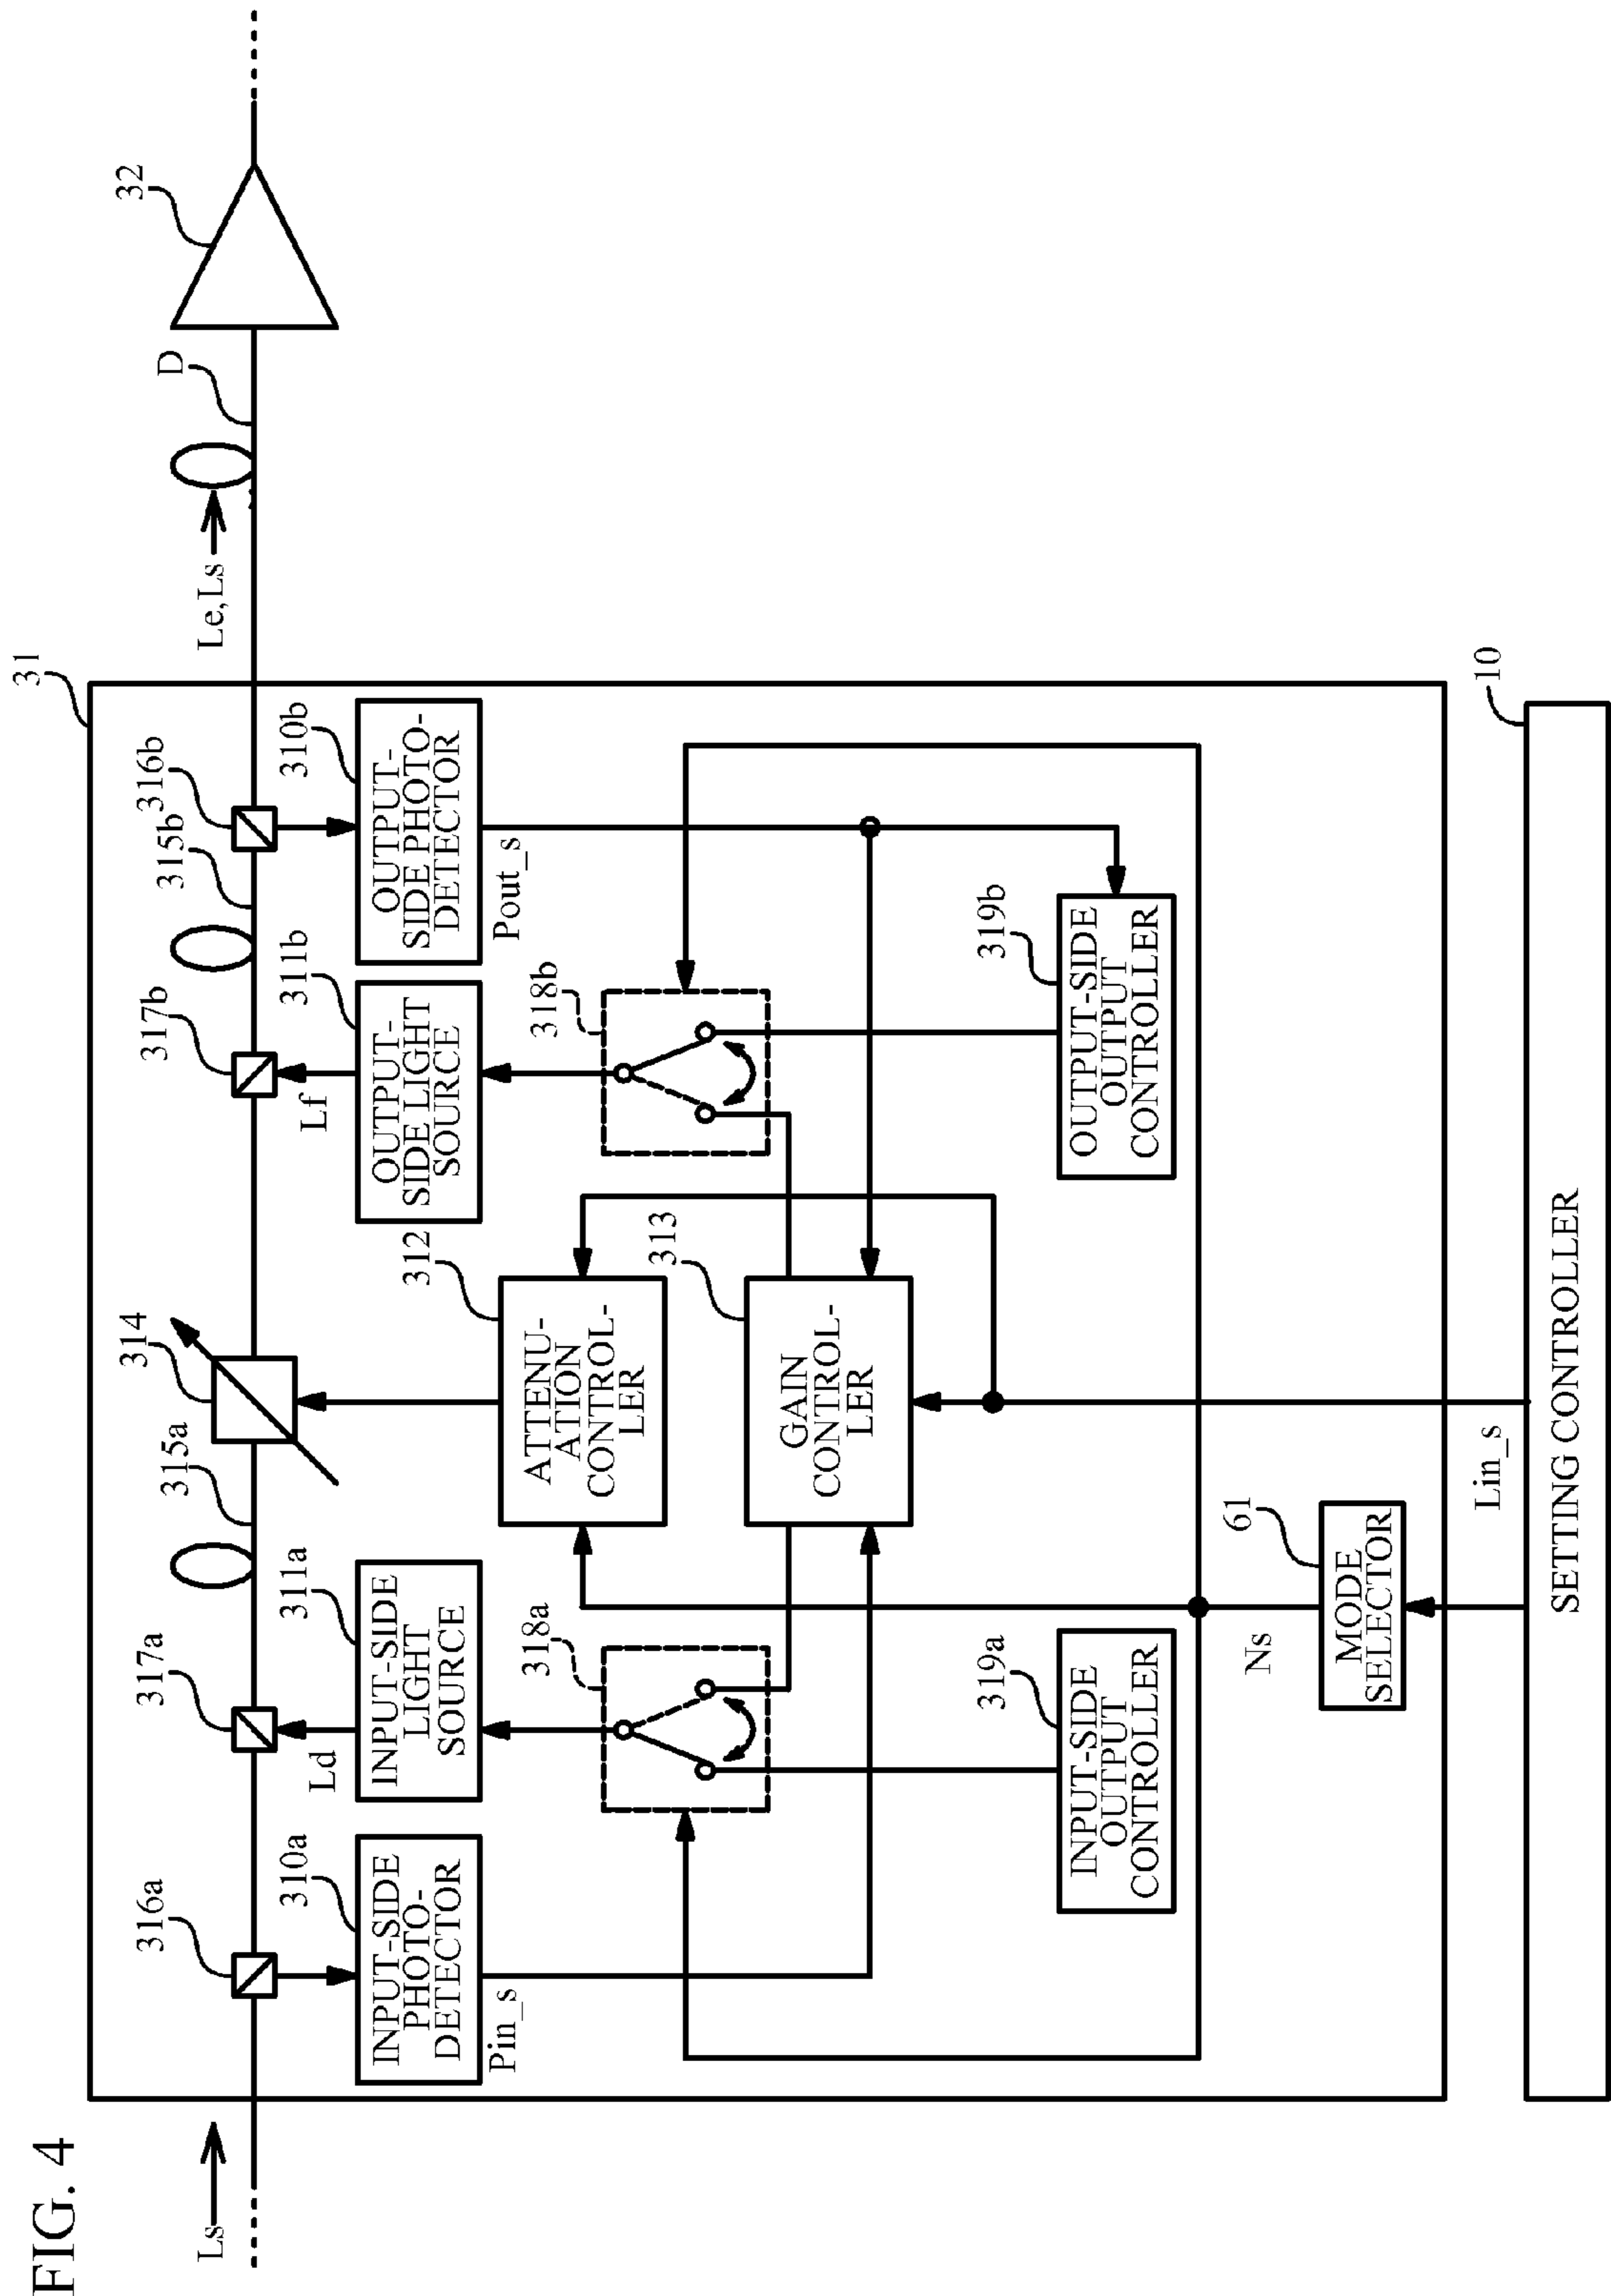 FIG. 4
31
32
Ls
316a
317a
315a
314
317b
315b
316b
Le,Ls
D
Ld
Lf
310a
INPUT-SIDE
PHOTO-
DETECTOR
Pin_s
311a
INPUT-SIDE
LIGHT
SOURCE
312
ATTENU-
ATION
CONTROL-
LER
311b
OUTPUT-
SIDE LIGHT
SOURCE
310b
OUTPUT-
SIDE PHOTO-
DETECTOR
Pout_s
318a
313
GAIN
CONTROL-
LER
318b
319a
INPUT-SIDE
OUTPUT
CONTROLLER
319b
OUTPUT-SIDE
OUTPUT
CONTROLLER
Ns
61
MODE
SELECTOR
Lin_s
10
SETTING CONTROLLER